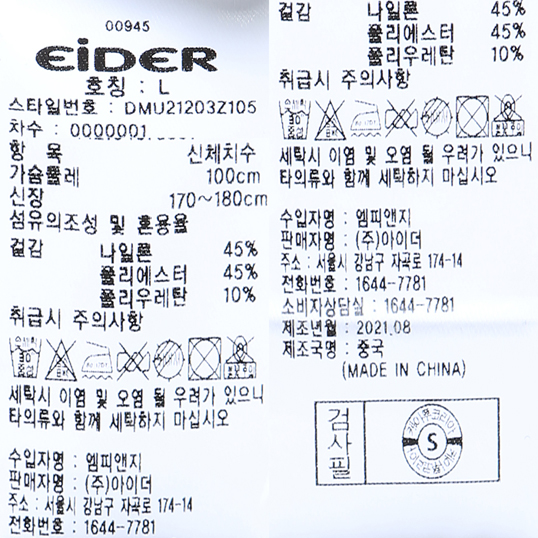 00945
EiDER
호칭 : L
스타일번호 : DMU21203Z105
차수 : 0000001
항 목 신체치수
가슴둘레 100cm
신장 170~180cm
섬유의조성 및 혼용율
겉감 나일론 45%
폴리에스터 45%
폴리우레탄 10%
취급시 주의사항
세탁시 이염 및 오염 될 우려가 있으니
타의류와 함께 세탁하지 마십시오
수입자명 : 엠피앤지
판매자명 : (주)아이더
주소 : 서울시 강남구 자곡로 174-14
전화번호 : 1644-7781
겉감 나일론 45%
폴리에스터 45%
폴리우레탄 10%
취급시 주의사항
세탁시 이염 및 오염 될 우려가 있으니
타의류와 함께 세탁하지 마십시오
수입자명 : 엠피앤지
판매자명 : (주)아이더
주소 : 서울시 강남구 자곡로 174-14
전화번호 : 1644-7781
소비자상담실 : 1644-7781
제조년월 : 2021.08
제조국명 : 중국
(MADE IN CHINA)
검사필
S